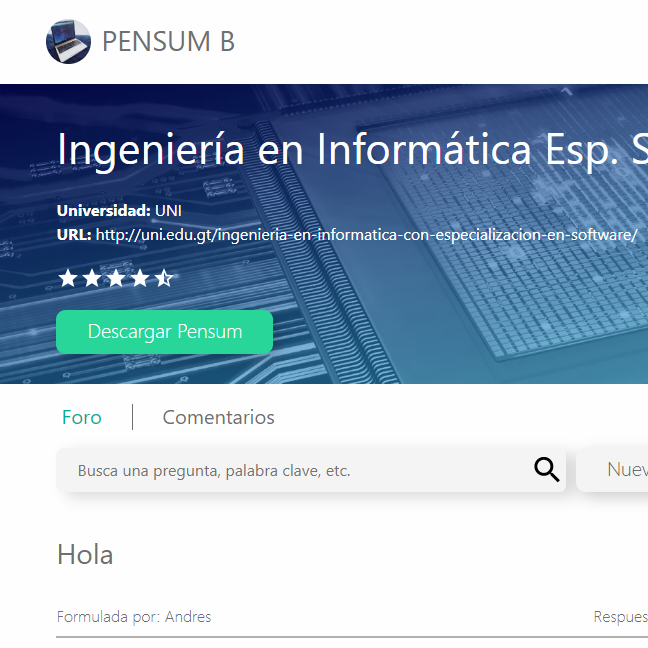 PENSUM B
Ingeniería en Informática Esp. S
Universidad: UNI
URL: http://uni.edu.gt/ingenieria-en-informatica-con-especializacion-en-software/
Descargar Pensum
Foro | Comentarios
Busca una pregunta, palabra clave, etc.
Nuev
Hola
Formulada por: Andres
Respues